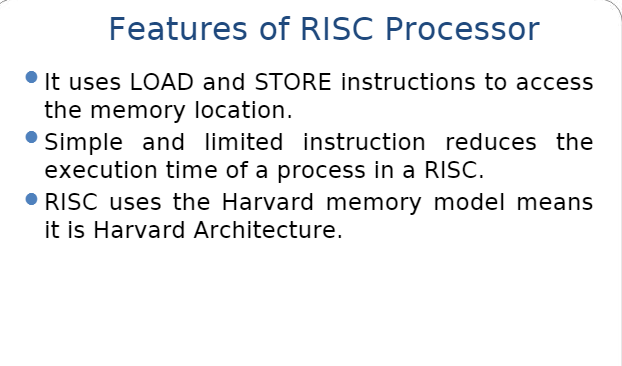 Features of RISC Processor
It uses LOAD and STORE instructions to access
the memory location.
Simple and limited instruction reduces the
execution time of a process in a RISC.
RISC uses the Harvard memory model means
it is Harvard Architecture.